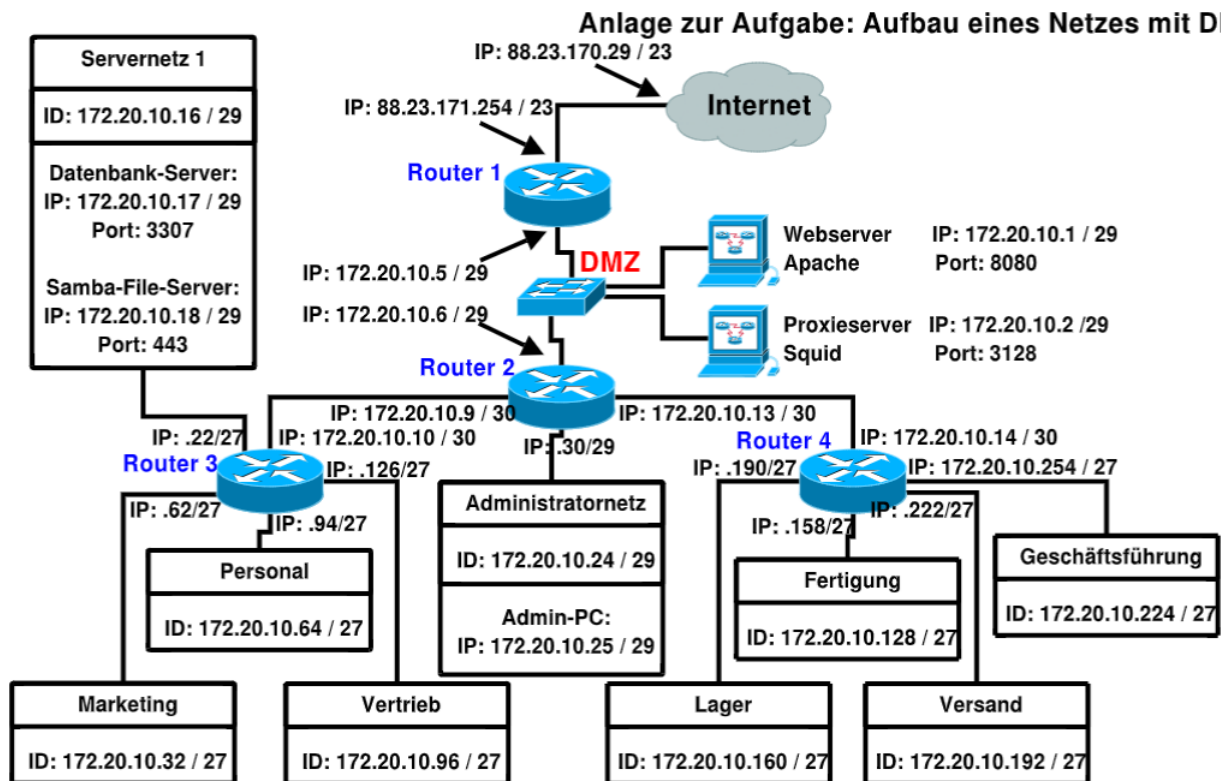 Anlage zur Aufgabe: Aufbau eines Netzes mit D
IP: 88.23.170.29 / 23
Internet
IP: 88.23.171.254 / 23
Router 1
Servernetz 1
ID: 172.20.10.16 / 29
Datenbank-Server:
IP: 172.20.10.17 / 29
Port: 3307
Samba-File-Server:
IP: 172.20.10.18 / 29
Port: 443
IP: 172.20.10.5 / 29
DMZ
Webserver IP: 172.20.10.1 / 29
Apache Port: 8080
IP: 172.20.10.6 / 29
Proxieserver IP: 172.20.10.2 /29
Squid Port: 3128
Router 2
IP: 172.20.10.9 / 30
IP: 172.20.10.13 / 30
IP: .22/27
IP: 172.20.10.10 / 30
IP: .30/29
Router 4
IP: 172.20.10.14 / 30
Router 3
IP: .126/27
IP: .190/27
IP: 172.20.10.254 / 27
IP: .62/27
IP: .94/27
IP: .158/27
IP: .222/27
Administratornetz
ID: 172.20.10.24 / 29
Admin-PC:
IP: 172.20.10.25 / 29
Personal
ID: 172.20.10.64 / 27
Fertigung
ID: 172.20.10.128 / 27
Geschäftsführung
ID: 172.20.10.224 / 27
Marketing
ID: 172.20.10.32 / 27
Vertrieb
ID: 172.20.10.96 / 27
Lager
ID: 172.20.10.160 / 27
Versand
ID: 172.20.10.192 / 27